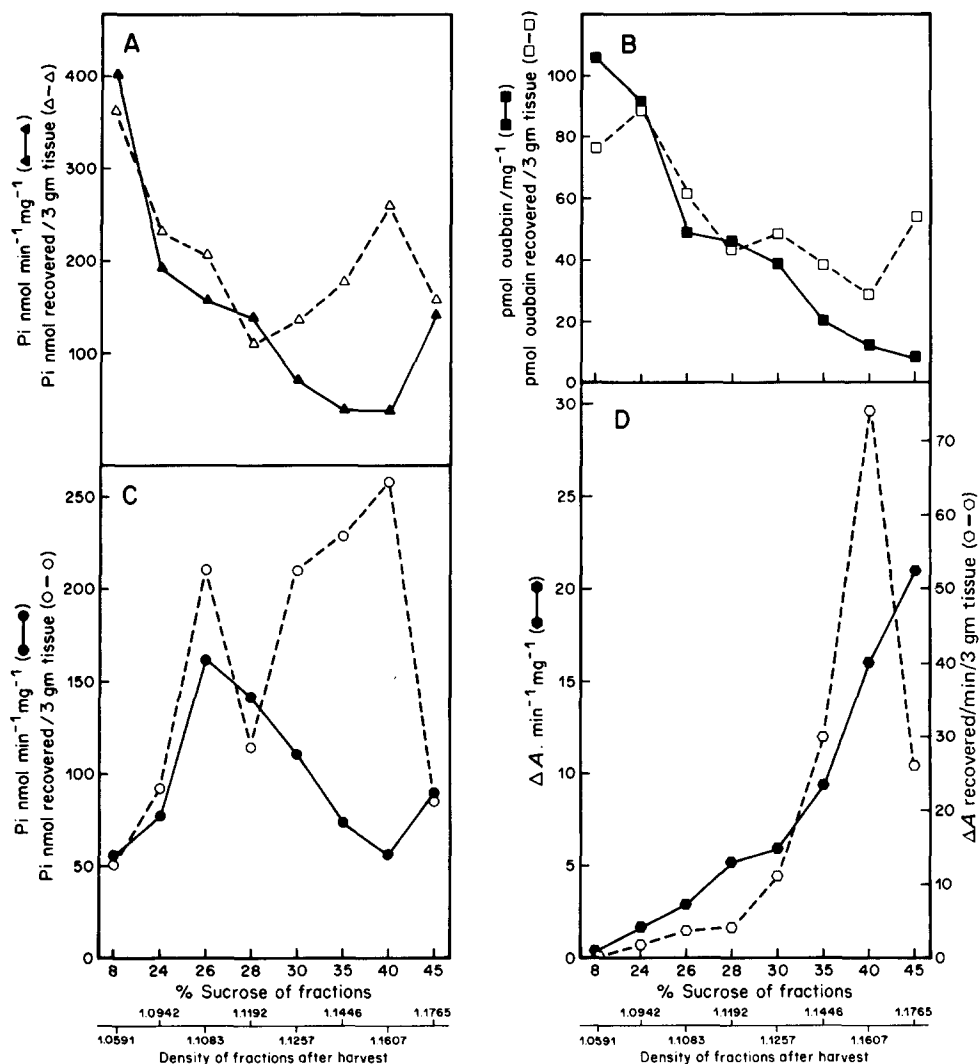 A
Pi nmol min⁻¹ mg⁻¹ (▲—▲)
Pi nmol recovered / 3 gm tissue (△–△)
400
300
200
100
B
pmol ouabain/mg⁻¹ (■—■)
pmol ouabain recovered / 3 gm tissue (□–□)
100
80
60
40
20
0
C
Pi nmol min⁻¹ mg⁻¹ (●—●)
Pi nmol recovered / 3 gm tissue (○–○)
250
200
150
100
50
0
8 24 26 28 30 35 40 45
% Sucrose of fractions
1.0942 1.1192 1.1446 1.1765
1.0591 1.1083 1.1257 1.1607
Density of fractions after harvest
D
ΔA. min⁻¹ mg⁻¹ (●—●)
30
25
20
15
10
5
0
ΔA recovered/min/3 gm tissue (○–○)
70
60
50
40
30
20
10
0
8 24 26 28 30 35 40 45
% Sucrose of fractions
1.0942 1.1192 1.1446 1.1765
1.0591 1.1083 1.1257 1.1607
Density of fractions after harvest